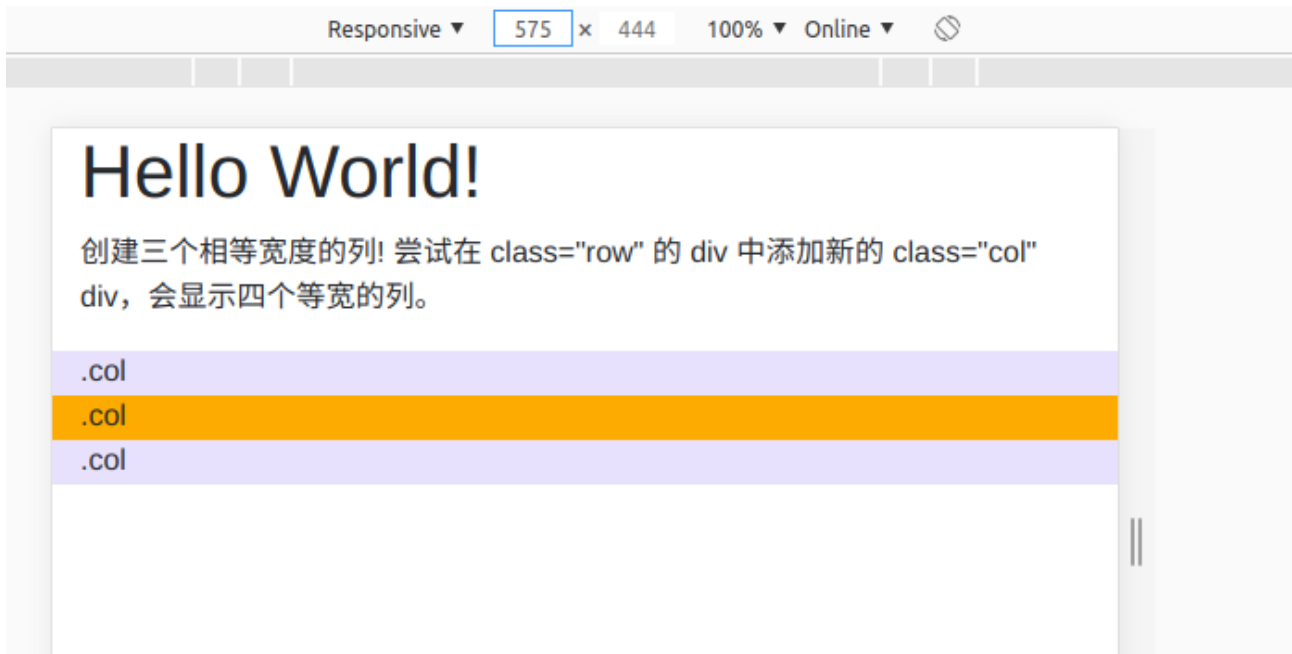 Responsive ▼ 575 × 444 100% ▼ Online ▼
Hello World!
创建三个相等宽度的列! 尝试在 class="row" 的 div 中添加新的 class="col"
div，会显示四个等宽的列。
.col
.col
.col